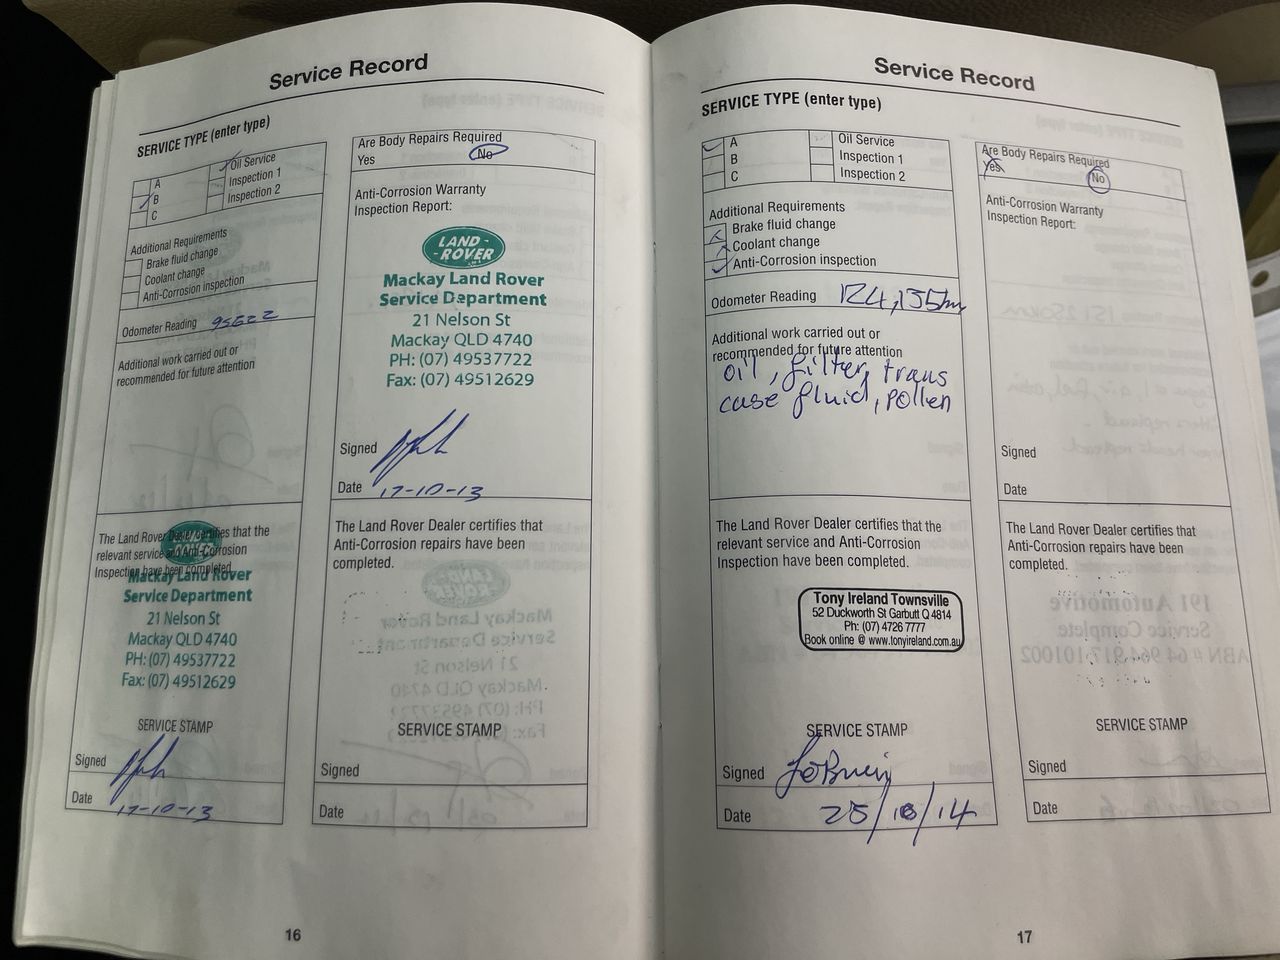 Service Record
SERVICE TYPE (enter type)
A
B
C
Oil Service
Inspection 1
Inspection 2
Additional Requirements
Brake fluid change
Coolant change
Anti-Corrosion inspection
Odometer Reading 95622
Additional work carried out or
recommended for future attention
The Land Rover Dealer certifies that the
relevant service and Anti-Corrosion
Inspection have been completed
Mackay Land Rover
Service Department
21 Nelson St
Mackay QLD 4740
PH: (07) 49537722
Fax: (07) 49512629
SERVICE STAMP
Signed
Date 17-10-13
Are Body Repairs Required
Yes No
Anti-Corrosion Warranty
Inspection Report:
LAND-
-ROVER
Mackay Land Rover
Service Department
21 Nelson St
Mackay QLD 4740
PH: (07) 49537722
Fax: (07) 49512629
Signed
Date 17-10-13
The Land Rover Dealer certifies that
Anti-Corrosion repairs have been
completed.
SERVICE STAMP
Signed
Date
16
Service Record
SERVICE TYPE (enter type)
A
B
C
Oil Service
Inspection 1
Inspection 2
Additional Requirements
Brake fluid change
Coolant change
Anti-Corrosion inspection
Odometer Reading 124,155km
Additional work carried out or
recommended for future attention
oil, filter, trans
case fluid, pollen
The Land Rover Dealer certifies that the
relevant service and Anti-Corrosion
Inspection have been completed.
Tony Ireland Townsville
52 Duckworth St Garbutt Q 4814
Ph: (07) 4726 7777
Book online @ www.tonyireland.com.au
SERVICE STAMP
Signed
Date
Are Body Repairs Required
Yes No
Anti-Corrosion Warranty
Inspection Report:
Signed
Date
The Land Rover Dealer certifies that
Anti-Corrosion repairs have been
completed.
SERVICE STAMP
Signed
Date
17